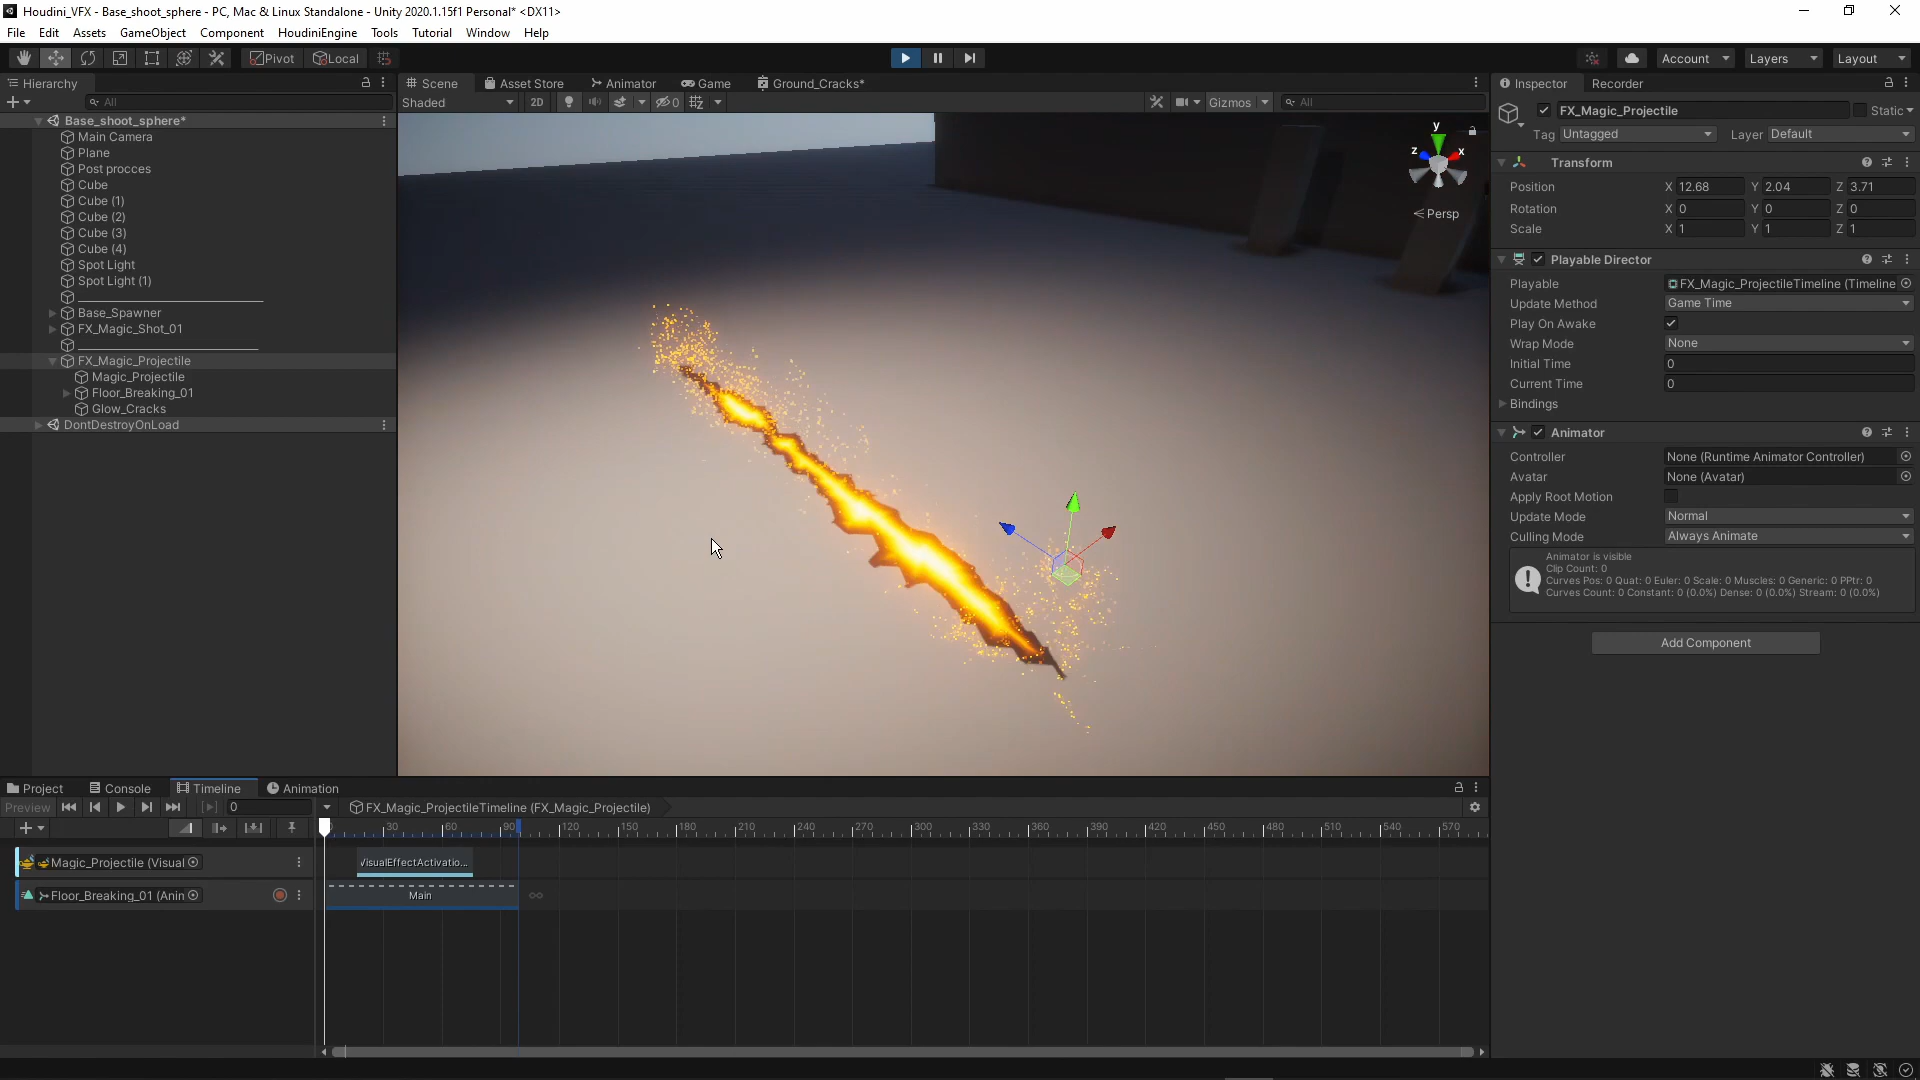 Houdini_VFX - Base_shoot_sphere - PC, Mac & Linux Standalone - Unity 2020.1.15f1 Personal* <DX11>
File Edit Assets GameObject Component HoudiniEngine Tools Tutorial Window Help
Pivot Local Account Layers Layout
Hierarchy
All
Base_shoot_sphere*
Main Camera
Plane
Post procces
Cube
Cube (1)
Cube (2)
Cube (3)
Cube (4)
Spot Light
Spot Light (1)
Base_Spawner
FX_Magic_Shot_01
FX_Magic_Projectile
Magic_Projectile
Floor_Breaking_01
Glow_Cracks
DontDestroyOnLoad
Scene Asset Store Animator Game Ground_Cracks*
Shaded 2D 0 Gizmos All
y
z x
Persp
Inspector Recorder
FX_Magic_Projectile Static
Tag Untagged Layer Default
Transform
Position X 12.68 Y 2.04 Z 3.71
Rotation X 0 Y 0 Z 0
Scale X 1 Y 1 Z 1
Playable Director
Playable FX_Magic_ProjectileTimeline (Timeline
Update Method Game Time
Play On Awake
Wrap Mode None
Initial Time 0
Current Time 0
Bindings
Animator
Controller None (Runtime Animator Controller)
Avatar None (Avatar)
Apply Root Motion
Update Mode Normal
Culling Mode Always Animate
Animator is visible
Clip Count: 0
Curves Pos: 0 Quat: 0 Euler: 0 Scale: 0 Muscles: 0 Generic: 0 PPtr: 0
Curves Count: 0 Constant: 0 (0.0%) Dense: 0 (0.0%) Stream: 0 (0.0%)
Add Component
Project Console Timeline Animation
Preview 0 FX_Magic_ProjectileTimeline (FX_Magic_Projectile)
30 60 90 120 150 180 210 240 270 300 330 360 390 420 450 480 510 540 570
Magic_Projectile (Visual VisualEffectActivatio...
Floor_Breaking_01 (Anin Main